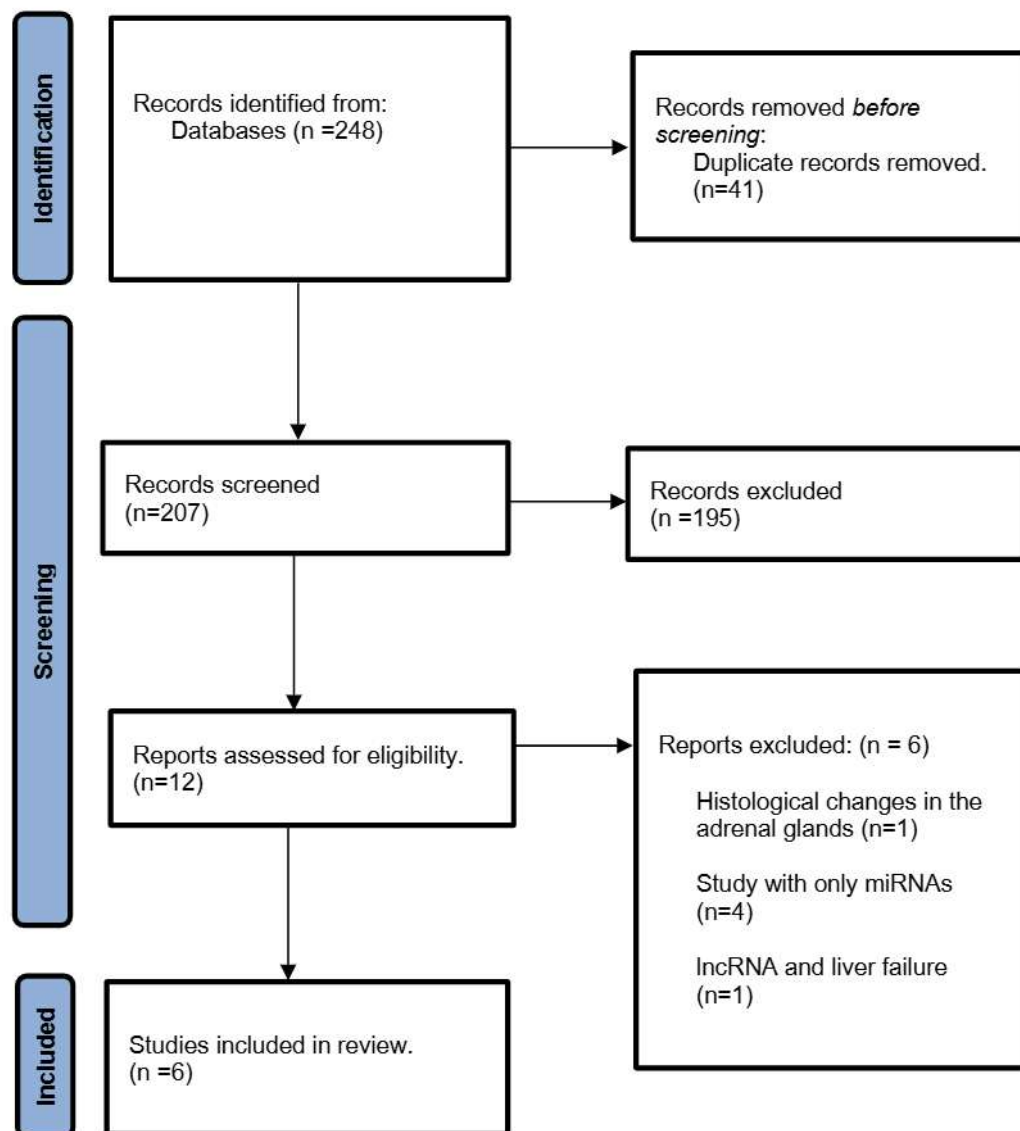 Identification
Records identified from:
Databases (n =248)
Records removed before
screening:
Duplicate records removed.
(n=41)
Screening
Records screened
(n=207)
Records excluded
(n =195)
Reports assessed for eligibility.
(n=12)
Reports excluded: (n = 6)
Histological changes in the
adrenal glands (n=1)
Study with only miRNAs
(n=4)
lncRNA and liver failure
(n=1)
Included
Studies included in review.
(n =6)